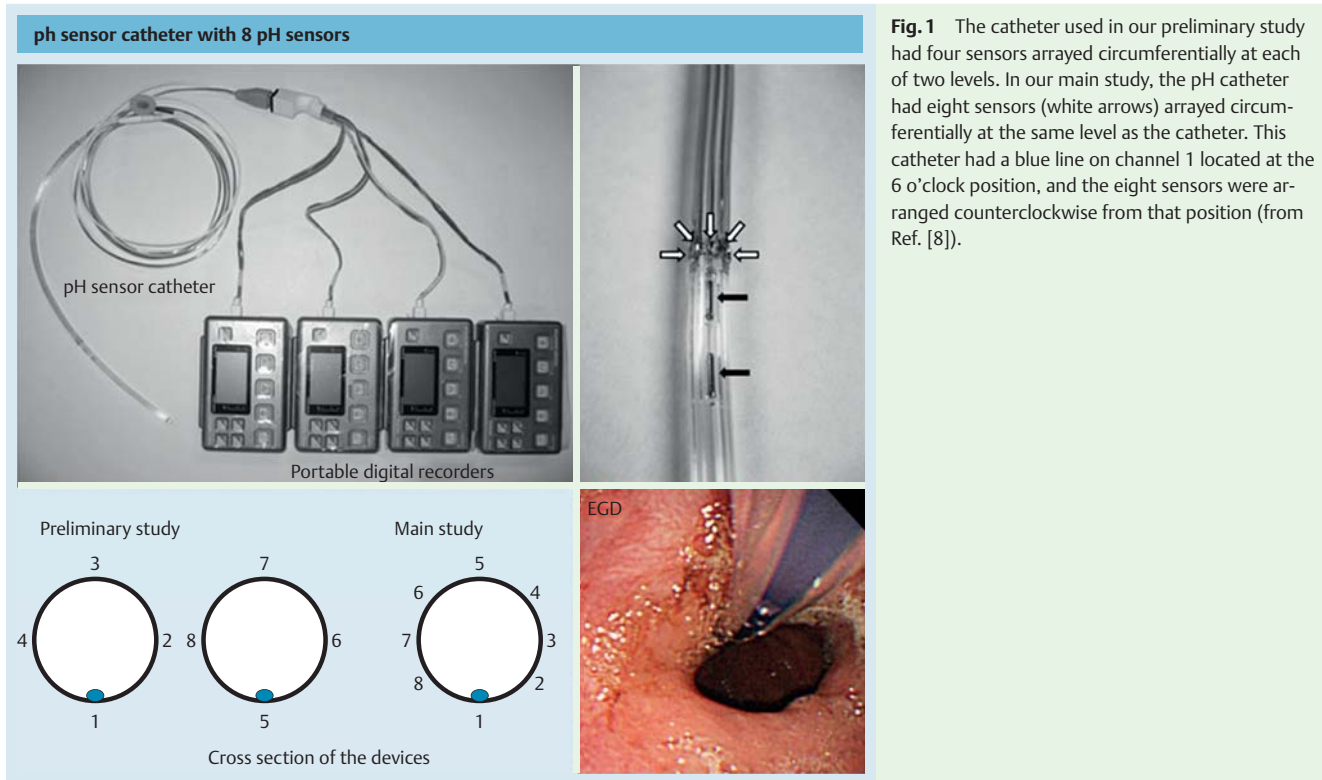 ph sensor catheter with 8 pH sensors
pH sensor catheter
Portable digital recorders
EGD
Preliminary study
Main study
3
4
2
1
7
8
6
5
5
6
4
7
3
8
2
1
Cross section of the devices
Fig. 1 The catheter used in our preliminary study
had four sensors arrayed circumferentially at each
of two levels. In our main study, the pH catheter
had eight sensors (white arrows) arrayed circum-
ferentially at the same level as the catheter. This
catheter had a blue line on channel 1 located at the
6 o’clock position, and the eight sensors were ar-
ranged counterclockwise from that position (from
Ref. [8]).